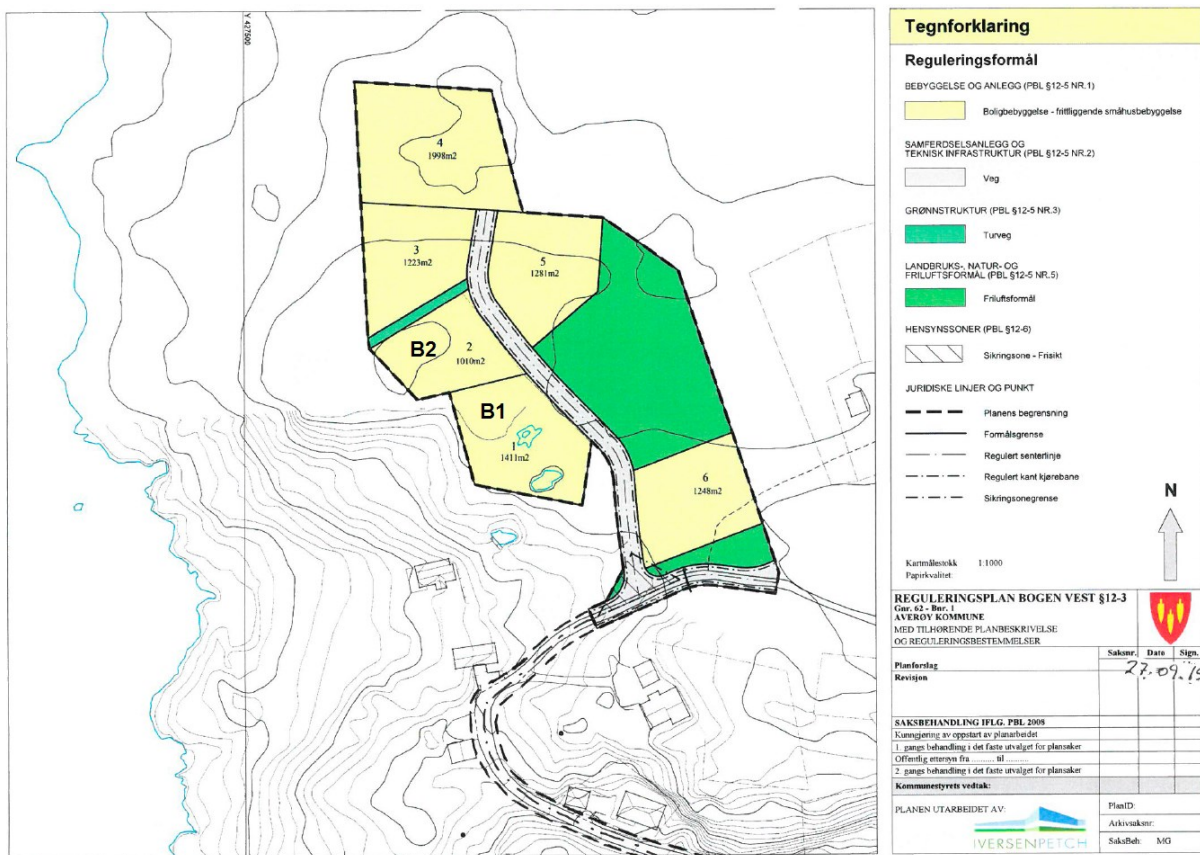 Y 427500
4
1998m2
3
1223m2
5
1281m2
B2
2
1010m2
B1
1
1411m2
6
1248m2
Tegnforklaring
Reguleringsformål
BEBYGGELSE OG ANLEGG (PBL §12-5 NR.1)
Boligbebyggelse - frittliggende småhusbebyggelse
SAMFERDSELSANLEGG OG
TEKNISK INFRASTRUKTUR (PBL §12-5 NR.2)
Veg
GRØNNSTRUKTUR (PBL §12-5 NR.3)
Turveg
LANDBRUKS-, NATUR- OG
FRILUFTSFORMÅL (PBL §12-5 NR.5)
Friluftsformål
HENSYNSSONER (PBL §12-6)
Sikringsone - Frisikt
JURIDISKE LINJER OG PUNKT
Planens begrensning
Formålsgrense
Regulert senterlinje
Regulert kant kjørebane
Sikringsonegrense
N
Kartmålestokk 1:1000
Papirkvalitet:
REGULERINGSPLAN BOGEN VEST §12-3
Gnr. 62 - Bnr. 1
AVERØY KOMMUNE
MED TILHØRENDE PLANBESKRIVELSE
OG REGULERINGSBESTEMMELSER
Saksnr. Date Sign.
Planforslag
27.09.15
Revisjon
SAKSBEHANDLING IFLG. PBL 2008
Kunngjøring av oppstart av planarbeidet
1. gangs behandling i det faste utvalget for plansaker
Offentlig ettersyn fra .......... til ..........
2. gangs behandling i det faste utvalget for plansaker
Kommunestyrets vedtak:
PLANEN UTARBEIDET AV:
IVERSENPETCH
PlanID:
Arkivsaksnr:
SaksBeh: MG